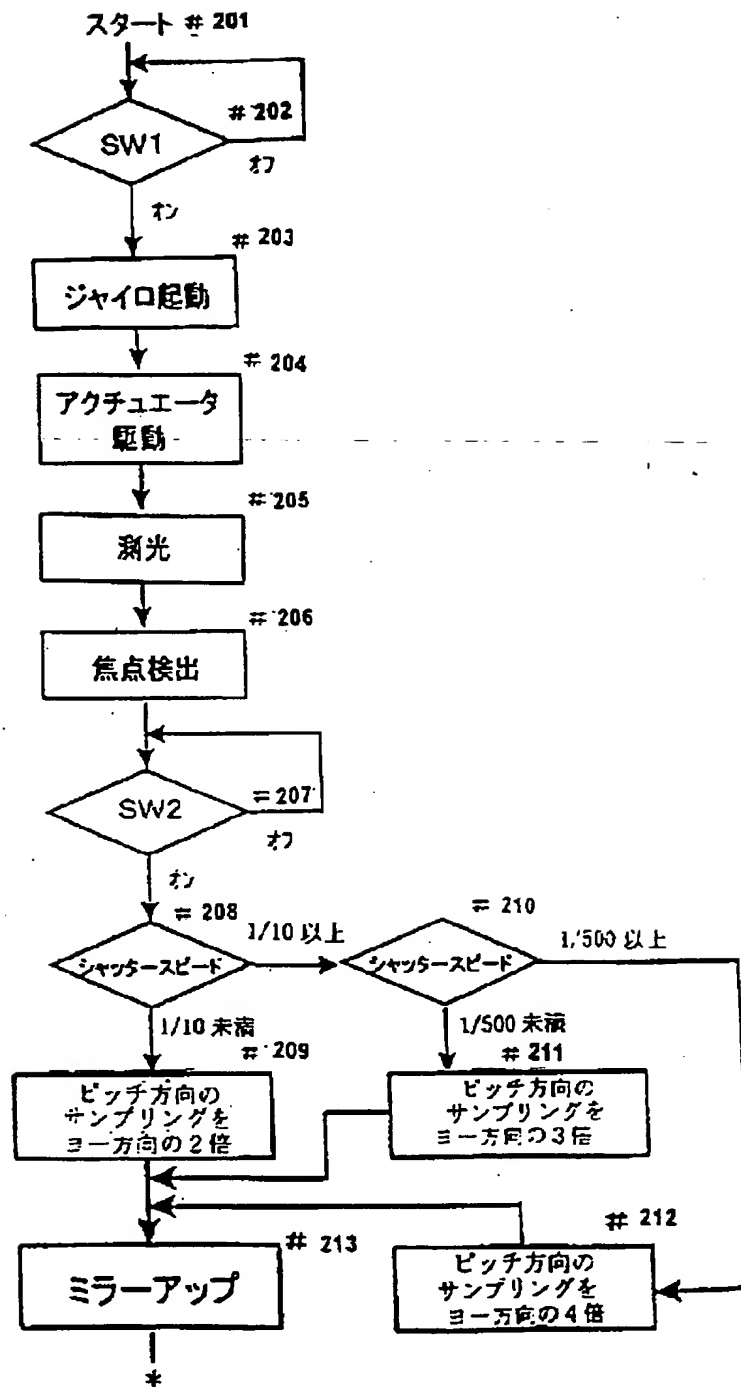 スタート # 201
# 202
SW1
オフ
オン
# 203
ジャイロ起動
# 204
アクチュエータ
駆動
# 205
測光
# 206
焦点検出
# 207
SW2
オフ
オン
# 208
シャッタースピード
1/10 以上
# 210
シャッタースピード
1/500 以上
1/10 未満
1/500 未満
# 209
ピッチ方向の
サンプリングを
ヨー方向の2倍
# 211
ピッチ方向の
サンプリングを
ヨー方向の3倍
# 212
ピッチ方向の
サンプリングを
ヨー方向の4倍
# 213
ミラーアップ
*